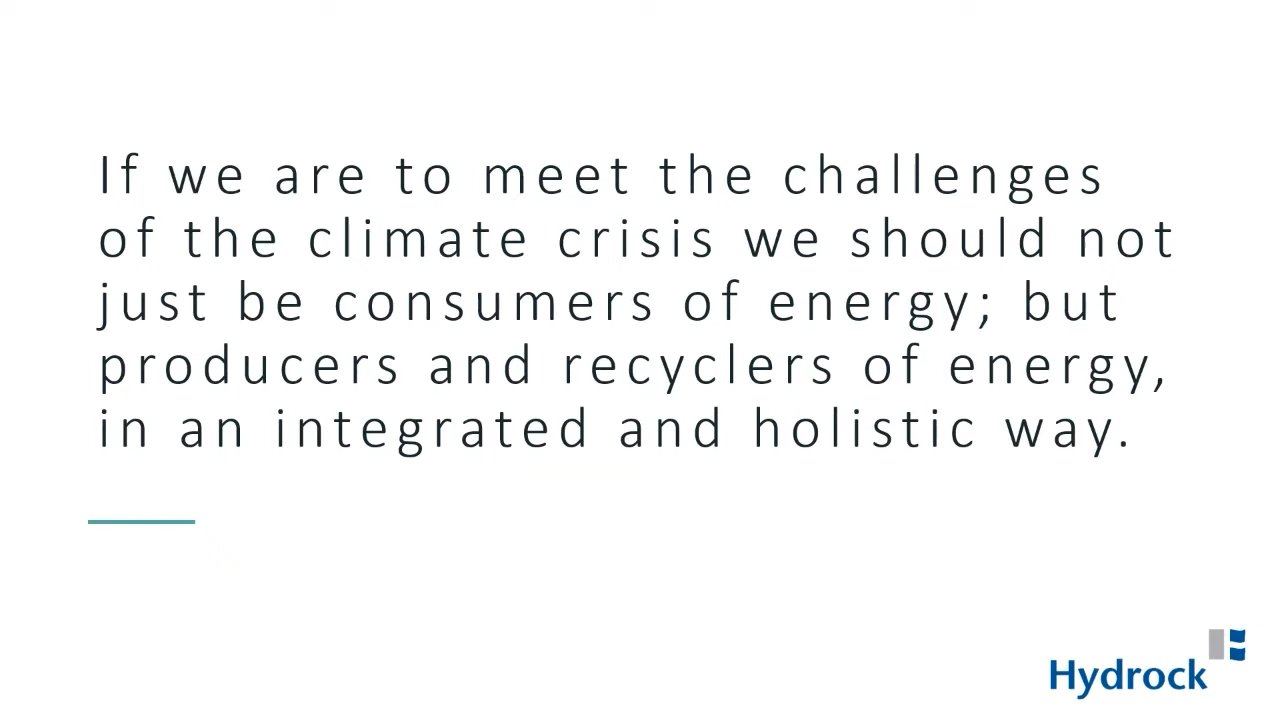 If we are to meet the challenges
of the climate crisis we should not
just be consumers of energy; but
producers and recyclers of energy,
in an integrated and holistic way.
Hydrock